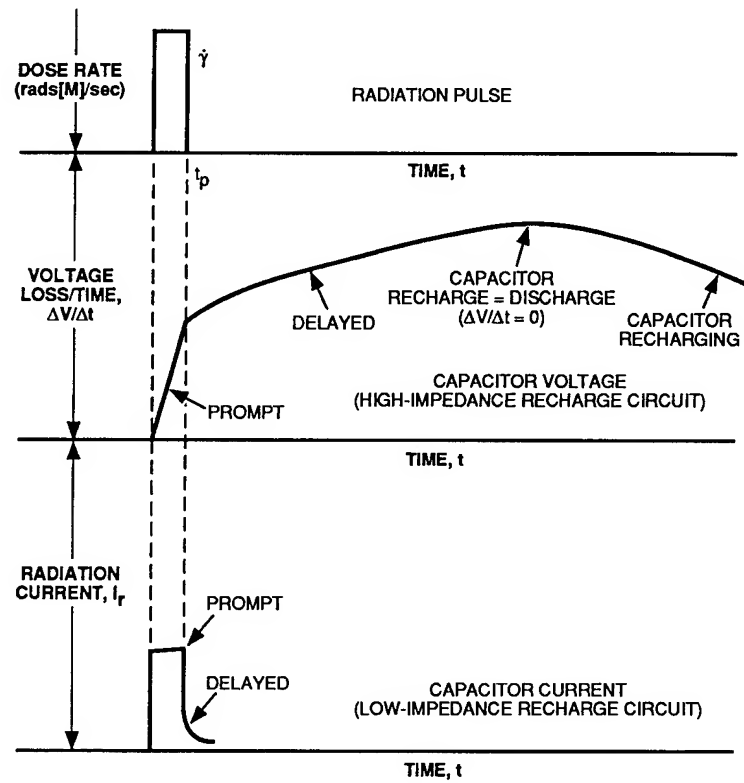 DOSE RATE
(rads[M]/sec)
γ̇
RADIATION PULSE
TIME, t
tp
VOLTAGE
LOSS/TIME,
ΔV/Δt
CAPACITOR
RECHARGE = DISCHARGE
(ΔV/Δt = 0)
DELAYED
CAPACITOR
RECHARGING
PROMPT
CAPACITOR VOLTAGE
(HIGH-IMPEDANCE RECHARGE CIRCUIT)
TIME, t
RADIATION
CURRENT, Ir
PROMPT
DELAYED
CAPACITOR CURRENT
(LOW-IMPEDANCE RECHARGE CIRCUIT)
TIME, t